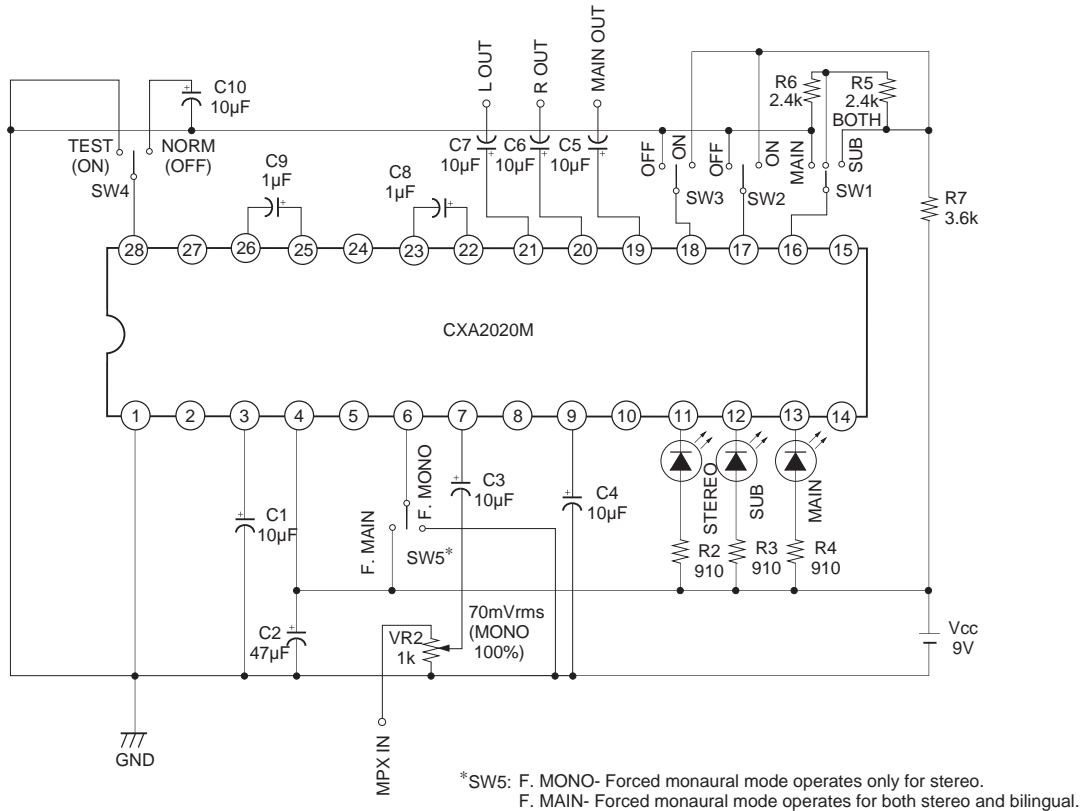 L OUT
R OUT
MAIN OUT
C10
10µF
R6
2.4k
R5
2.4k
BOTH
TEST
(ON)
NORM
(OFF)
SW4
C9
1µF
C8
1µF
C7
10µF
C6
10µF
C5
10µF
OFF
ON
SW3
OFF
ON
SW2
MAIN
SUB
SW1
R7
3.6k
28
27
26
25
24
23
22
21
20
19
18
17
16
15
CXA2020M
1
2
3
4
5
6
7
8
9
10
11
12
13
14
C1
10µF
F. MAIN
F. MONO
SW5*
C3
10µF
C4
10µF
STEREO
SUB
MAIN
R2
910
R3
910
R4
910
C2
47µF
VR2
1k
70mVrms
(MONO
100%)
Vcc
9V
GND
MPX IN
*SW5: F. MONO- Forced monaural mode operates only for stereo.
F. MAIN- Forced monaural mode operates for both stereo and bilingual.